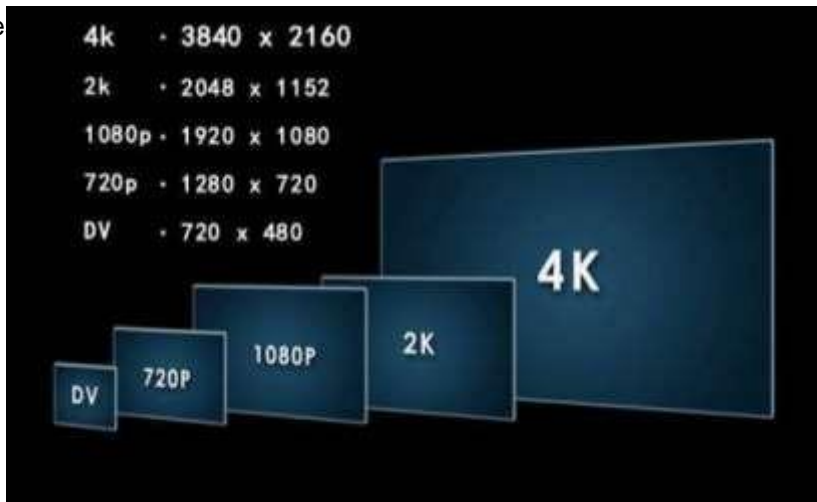 e
4k · 3840 x 2160
2k · 2048 x 1152
1080p · 1920 x 1080
720p · 1280 x 720
DV · 720 x 480
4K
2K
1080P
720P
DV